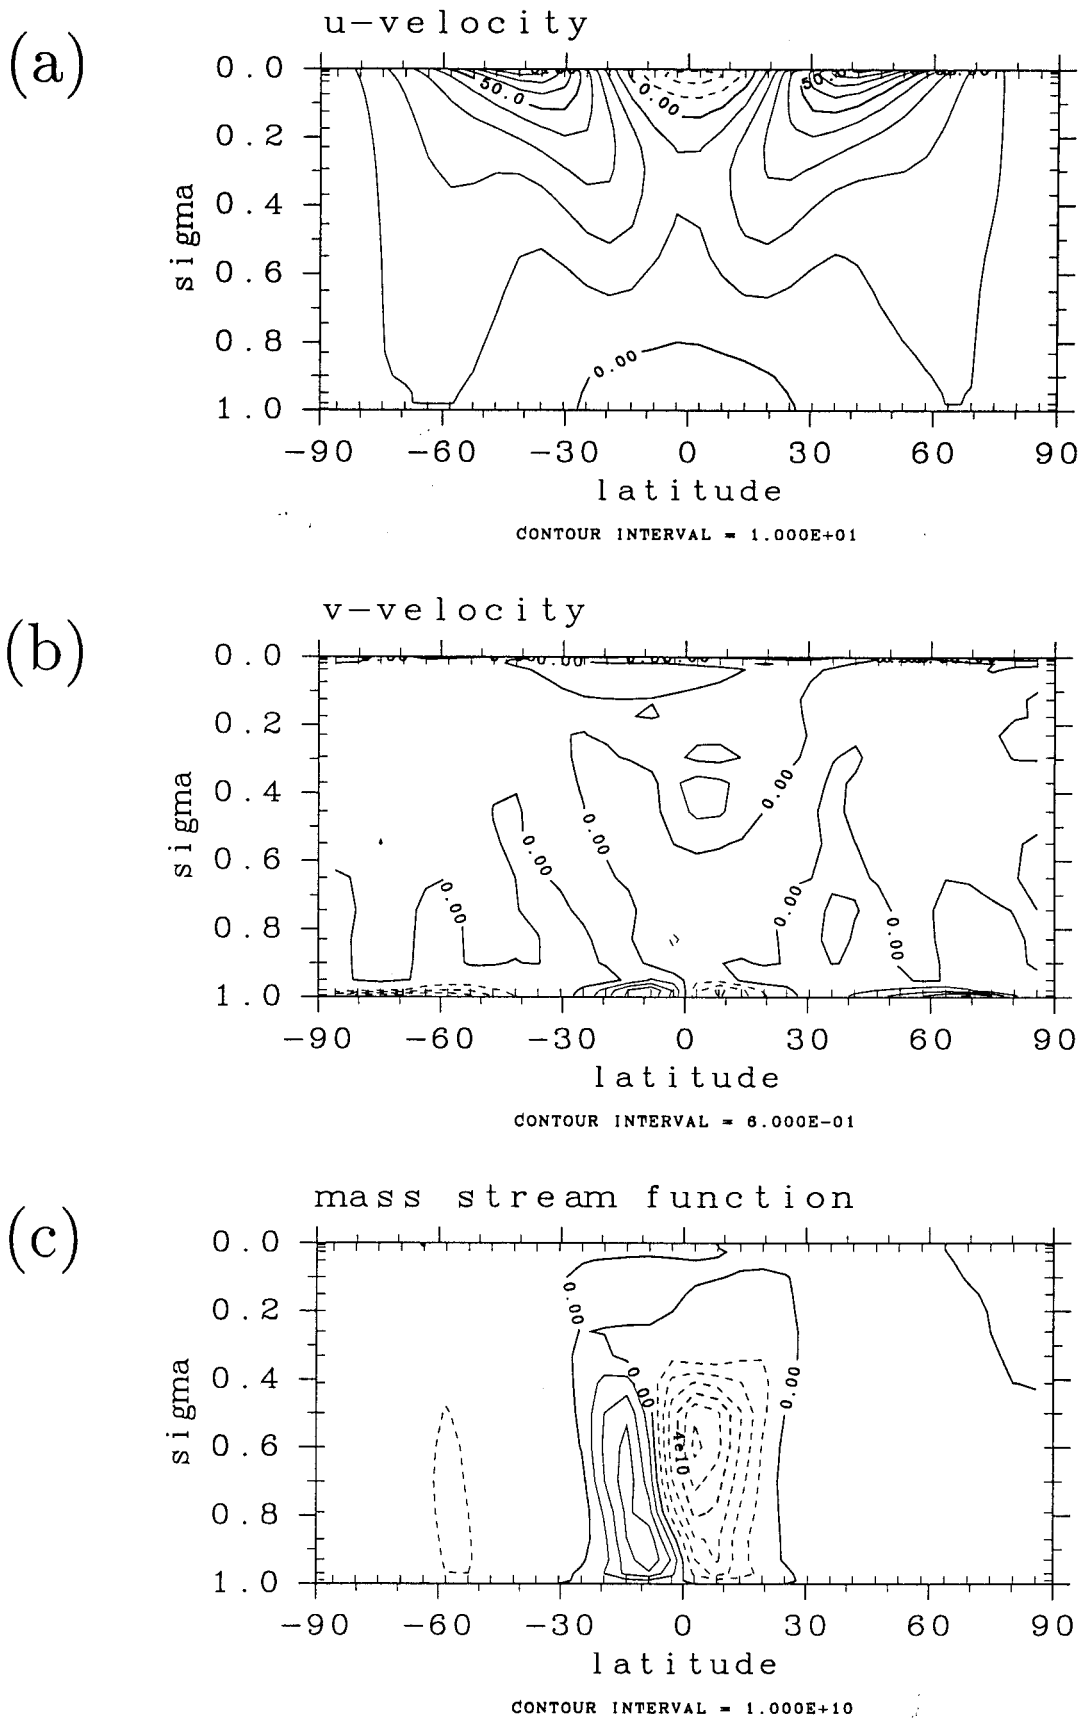 (a)
u-velocity
0.0
0.2
0.4
0.6
0.8
1.0
sigma
50.0
0.00
50.0
0.00
-90 -60 -30 0 30 60 90
latitude
CONTOUR INTERVAL = 1.000E+01
(b)
v-velocity
0.0
0.2
0.4
0.6
0.8
1.0
sigma
0.00
0.00
0.00
0.00
0.00
0.00
-90 -60 -30 0 30 60 90
latitude
CONTOUR INTERVAL = 6.000E-01
(c)
mass stream function
0.0
0.2
0.4
0.6
0.8
1.0
sigma
0.00
0.00
0.00
-4e10
-90 -60 -30 0 30 60 90
latitude
CONTOUR INTERVAL = 1.000E+10